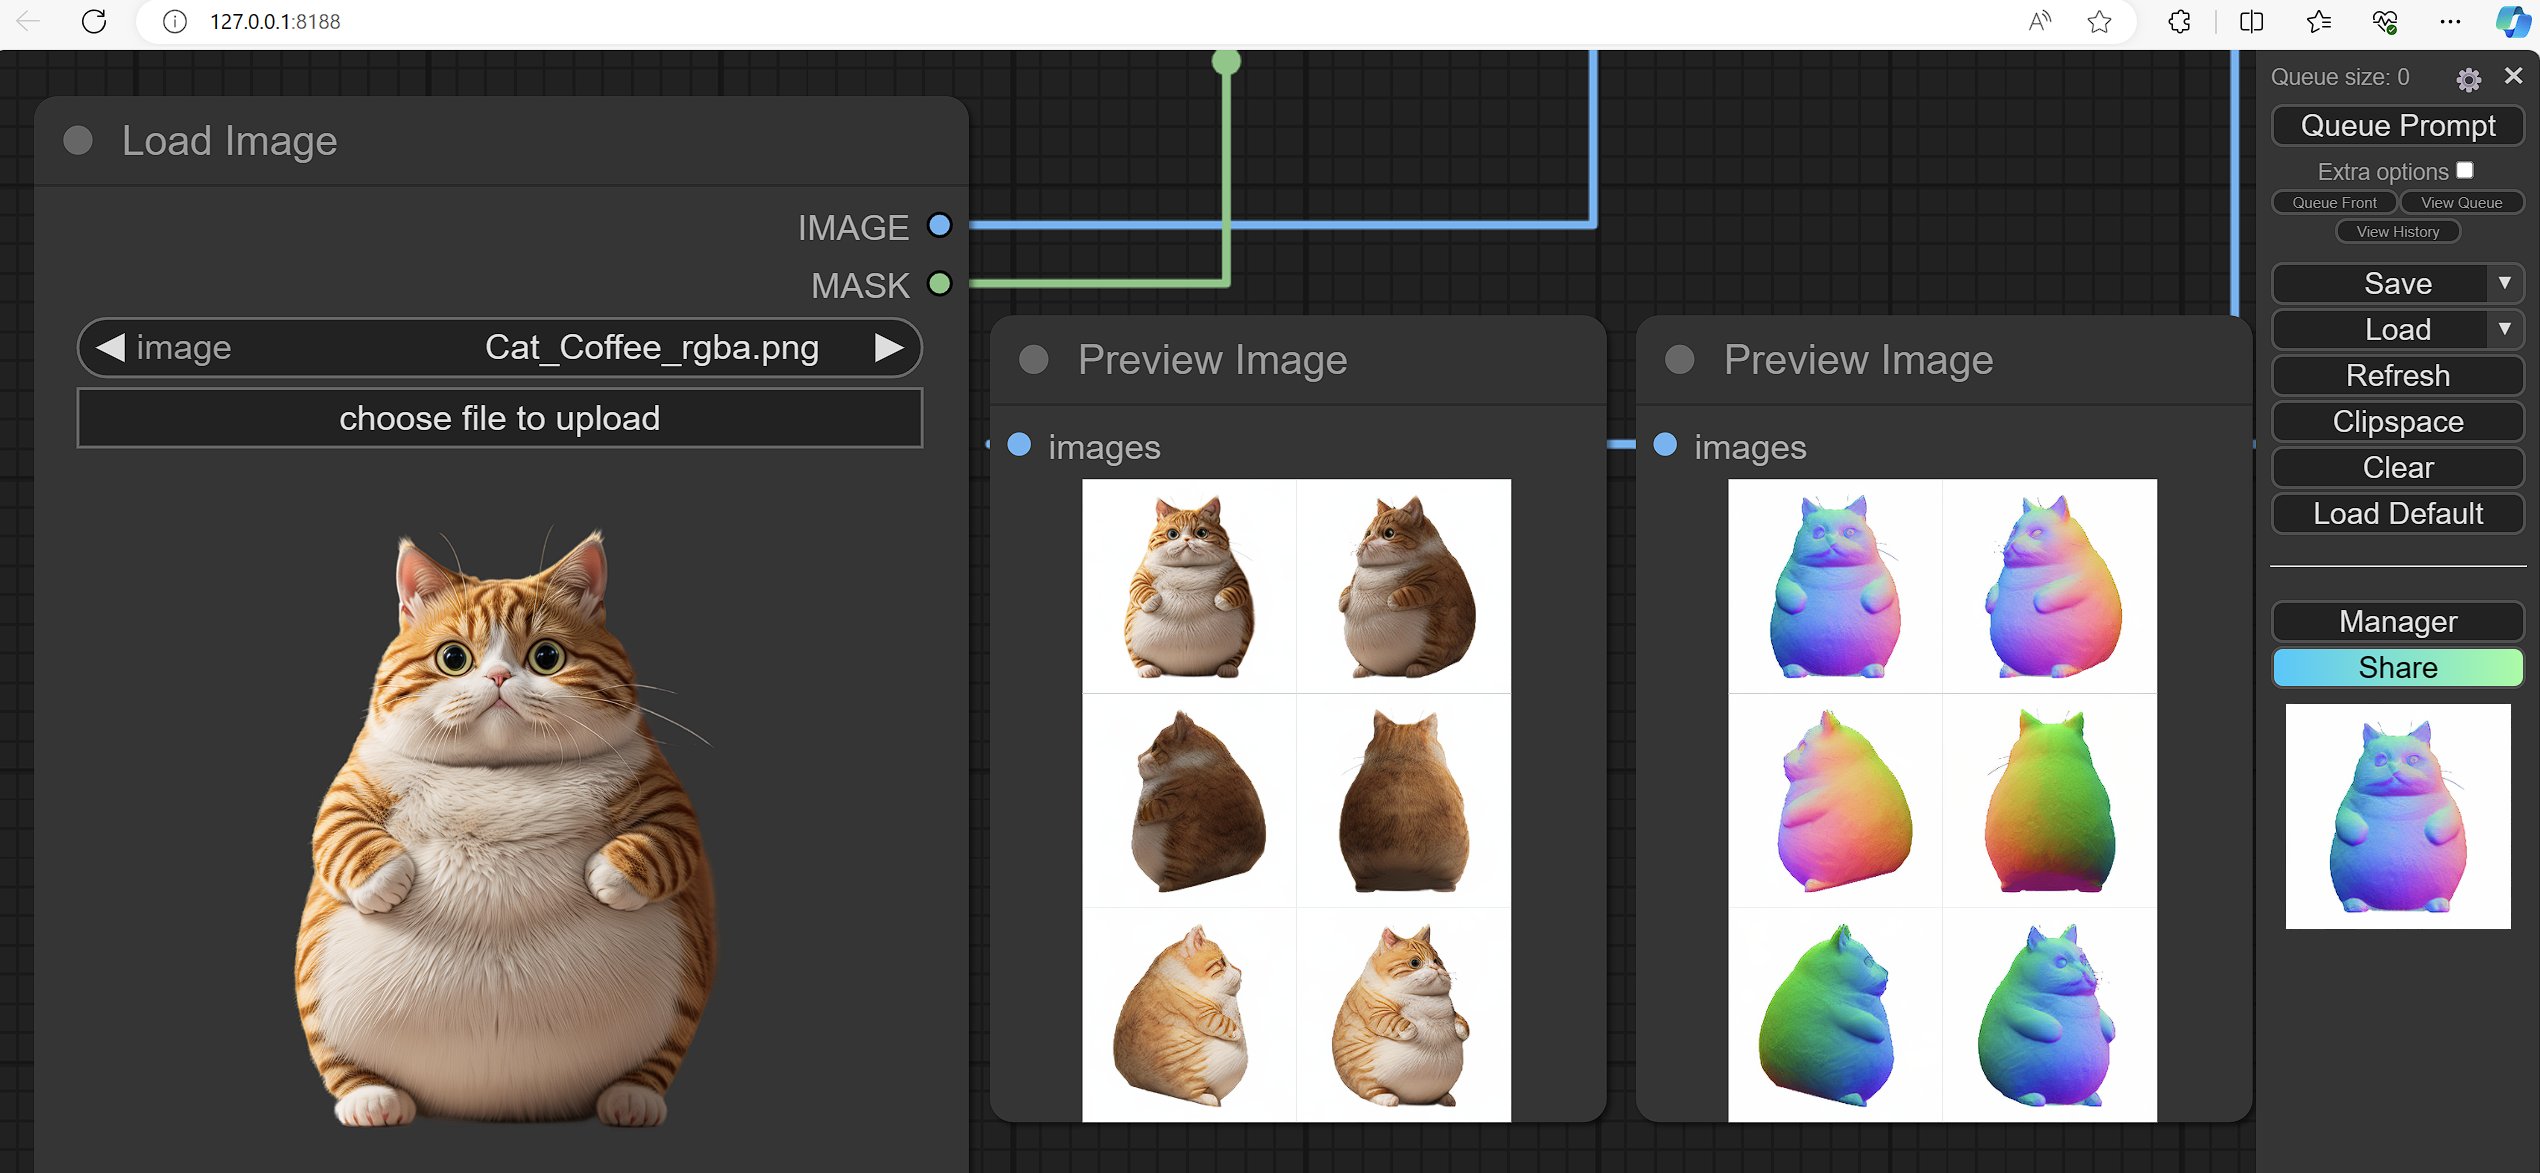 127.0.0.1:8188
Load Image
IMAGE
MASK
image Cat_Coffee_rgba.png
choose file to upload
Preview Image
images
Preview Image
images
Queue size: 0
Queue Prompt
Extra options
Queue Front View Queue
View History
Save
Load
Refresh
Clipspace
Clear
Load Default
Manager
Share